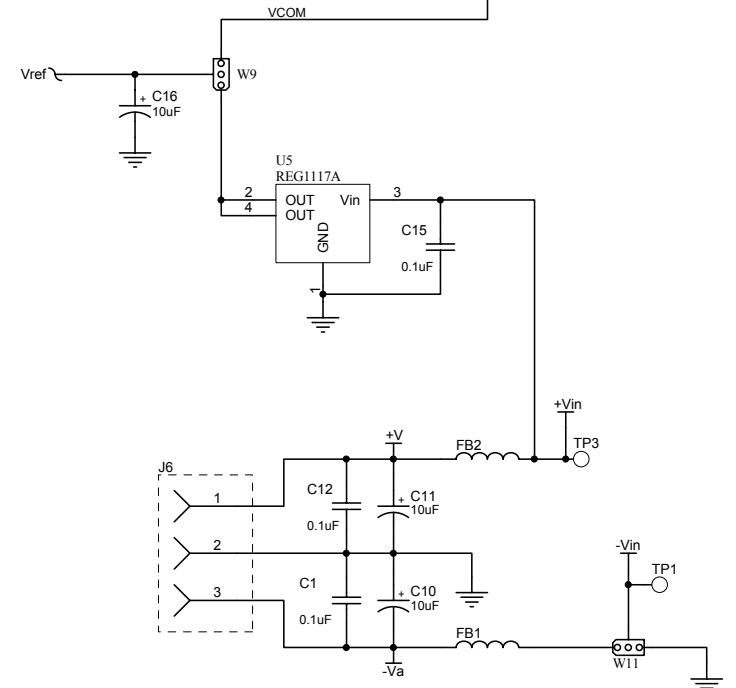 VCOM
Vref
W9
+ C16
10uF
U5
REG1117A
2 OUT Vin 3
4 OUT
GND
C15
0.1uF
1
+Vin
+V
FB2
TP3
J6
1
C12
+ C11
10uF
0.1uF
2
-Vin
TP1
C1
+ C10
3
10uF
0.1uF
FB1
W11
-Va